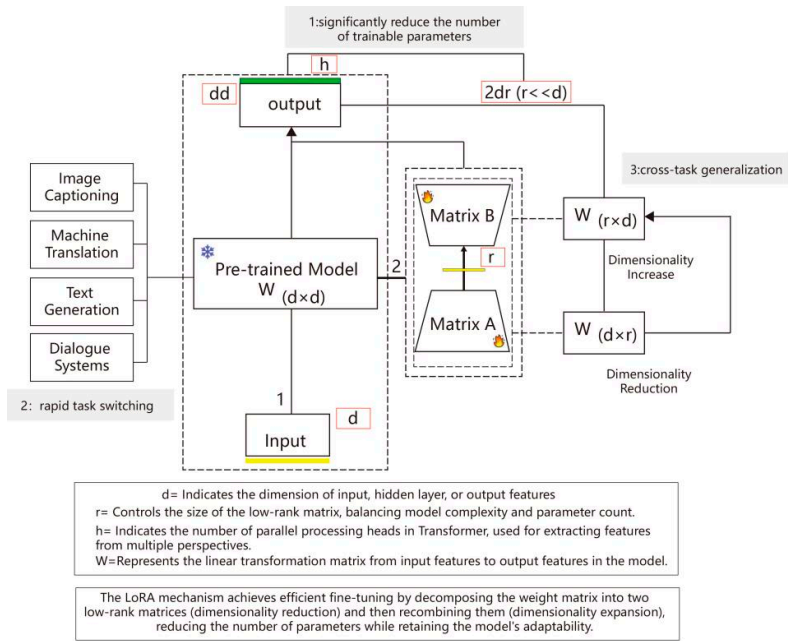 1:significantly reduce the number
of trainable parameters
h
dd
output
2dr (r<<d)
Image
Captioning
Machine
Translation
Text
Generation
Dialogue
Systems
2: rapid task switching
Pre-trained Model
W (d×d)
2
1
Input
d
Matrix B
r
Matrix A
3:cross-task generalization
W (r×d)
Dimensionality
Increase
W (d×r)
Dimensionality
Reduction
d= Indicates the dimension of input, hidden layer, or output features
r= Controls the size of the low-rank matrix, balancing model complexity and parameter count.
h= Indicates the number of parallel processing heads in Transformer, used for extracting features
from multiple perspectives.
W=Represents the linear transformation matrix from input features to output features in the model.
The LoRA mechanism achieves efficient fine-tuning by decomposing the weight matrix into two
low-rank matrices (dimensionality reduction) and then recombining them (dimensionality expansion),
reducing the number of parameters while retaining the model's adaptability.